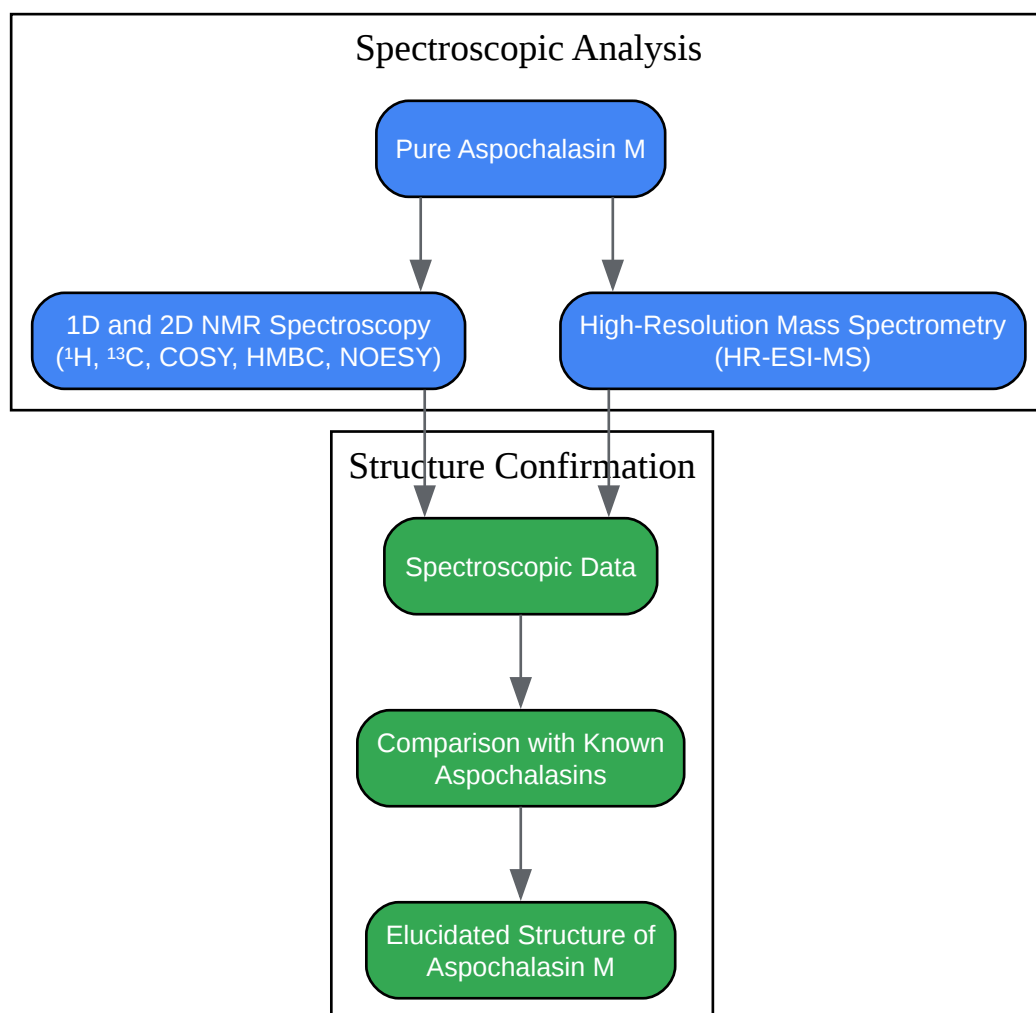 Spectroscopic Analysis
Pure Aspochalasin M
1D and 2D NMR Spectroscopy
(¹H, ¹³C, COSY, HMBC, NOESY)
High-Resolution Mass Spectrometry
(HR-ESI-MS)
Structure Confirmation
Spectroscopic Data
Comparison with Known
Aspochalasins
Elucidated Structure of
Aspochalasin M